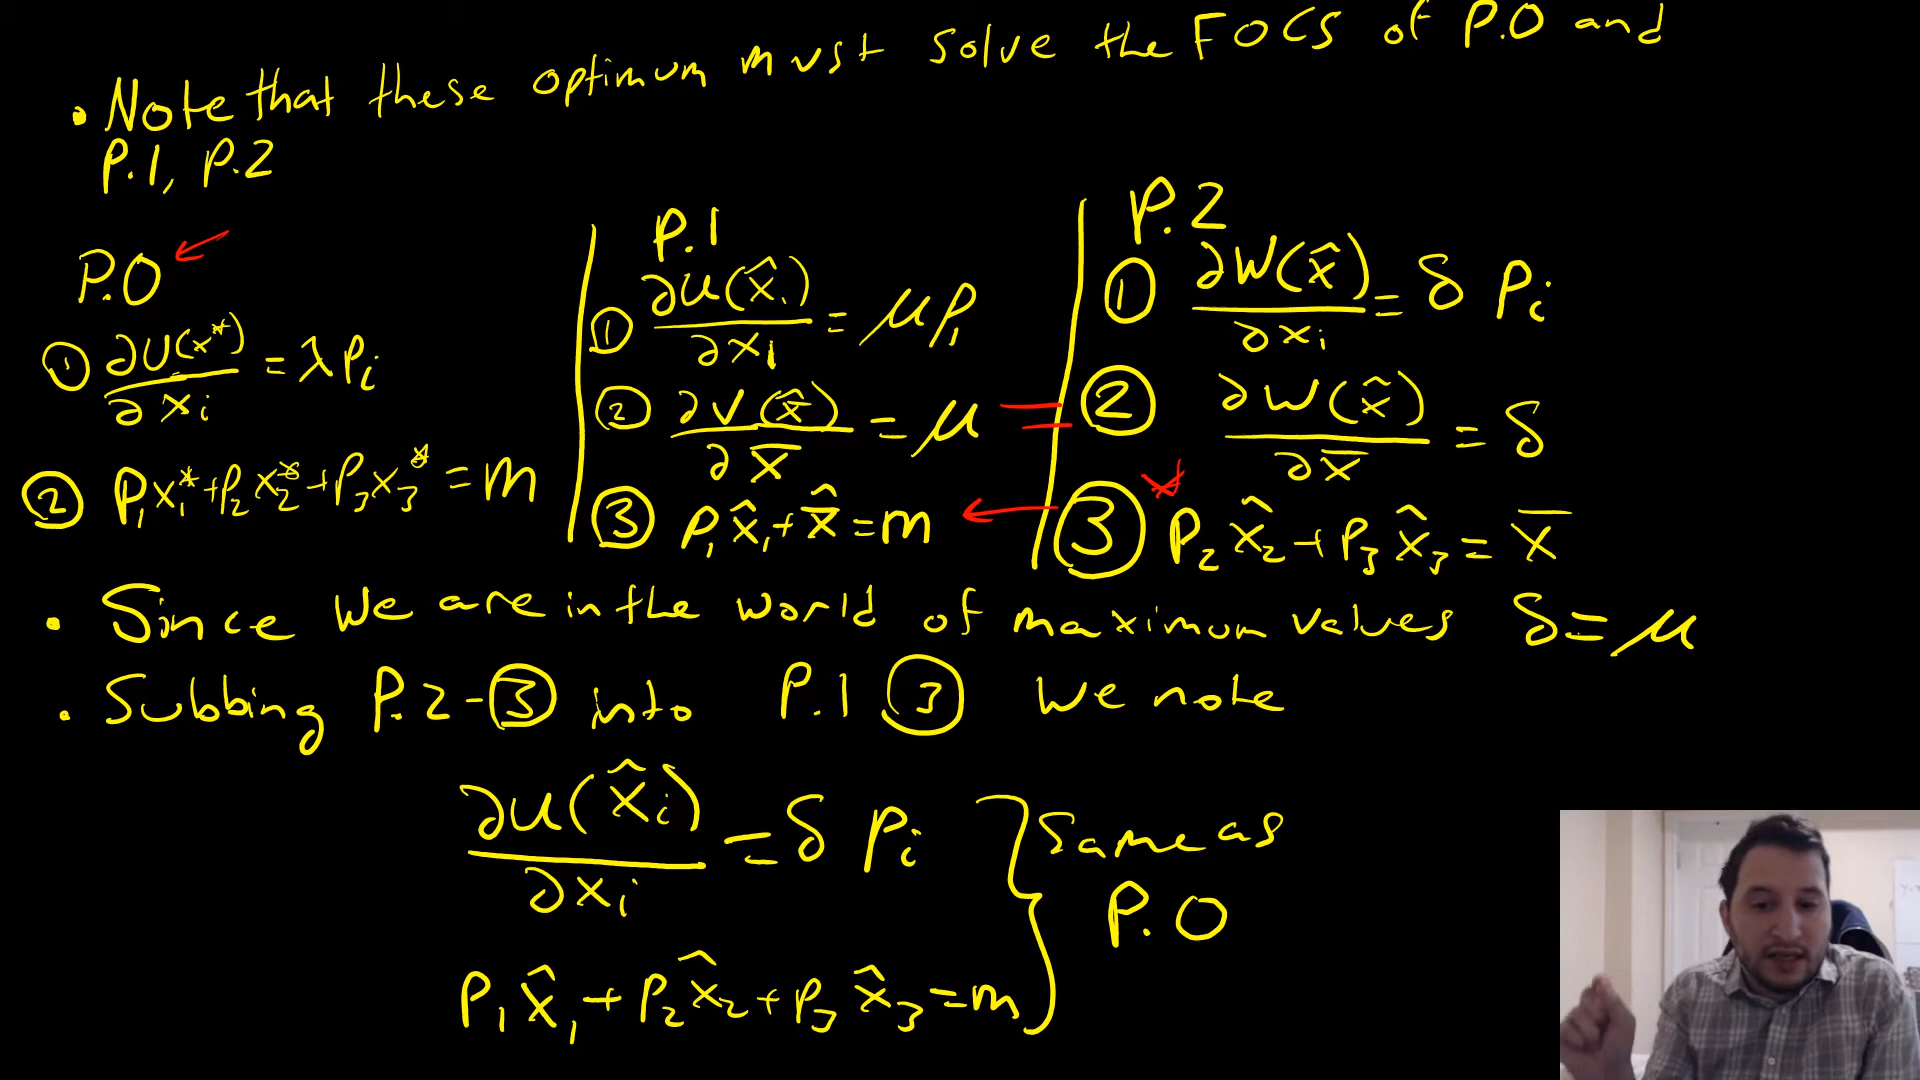 • Note that these optimum must solve the FOCS of P.0 and
P.1, P.2
P.0
① ∂U(x*)/∂xᵢ = λPᵢ
② P₁x₁* + P₂x₂* + P₃x₃* = m
P.1
① ∂u(x̂₁)/∂x₁ = μP₁
② ∂V(x̂)/∂x̄ = μ
③ P₁x̂₁ + x̄̂ = m
P.2
① ∂W(x̂)/∂xᵢ = δ Pᵢ
② ∂W(x̂)/∂x̄ = δ
③ P₂x̂₂ + P₃x̂₃ = x̄
• Since we are in the world of maximum values δ = μ
• Subbing P.2-③ into P.1 ③ we note
∂u(x̂ᵢ)/∂xᵢ = δ Pᵢ
P₁x̂₁ + P₂x̂₂ + P₃x̂₃ = m
} Same as
P.0